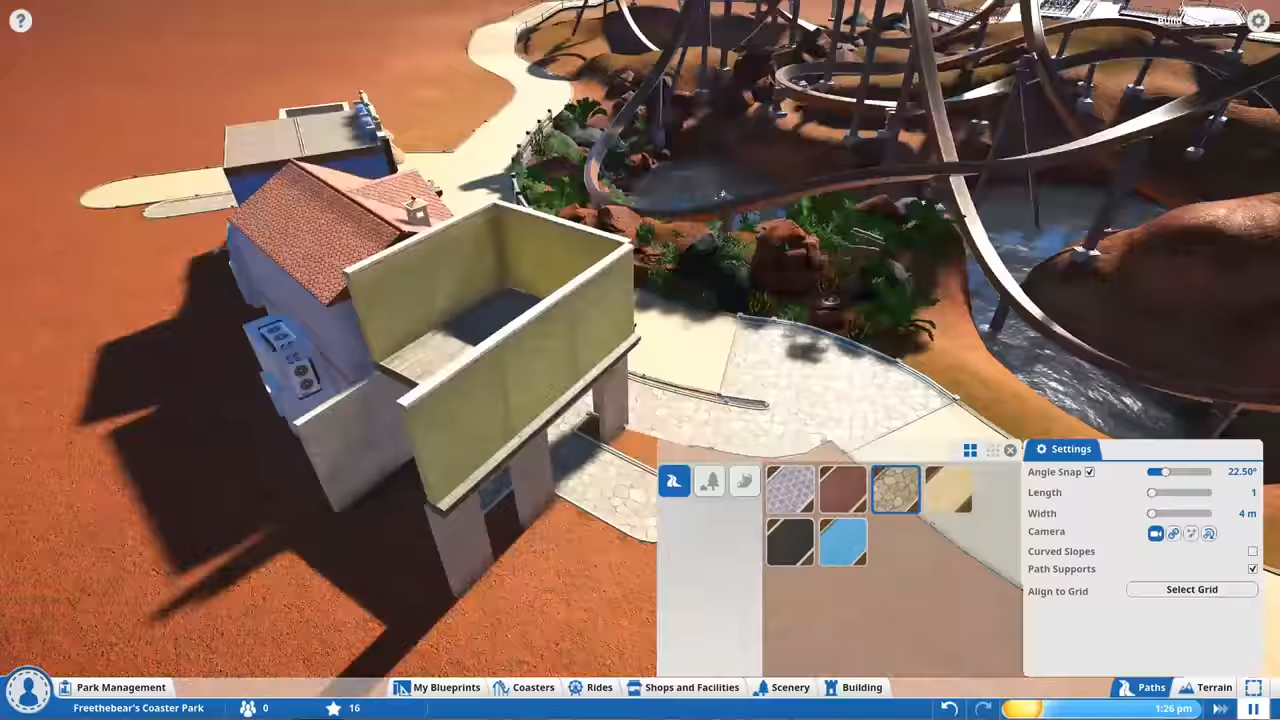 ?
Build
Settings
Angle Snap 22.50°
Length 1
Width 4 m
Camera
Curved Slopes
Path Supports
Align to Grid Select Grid
Park Management My Blueprints Coasters Rides Shops and Facilities Scenery Building Paths Terrain
Freethebear's Coaster Park 0 16 1:26 pm